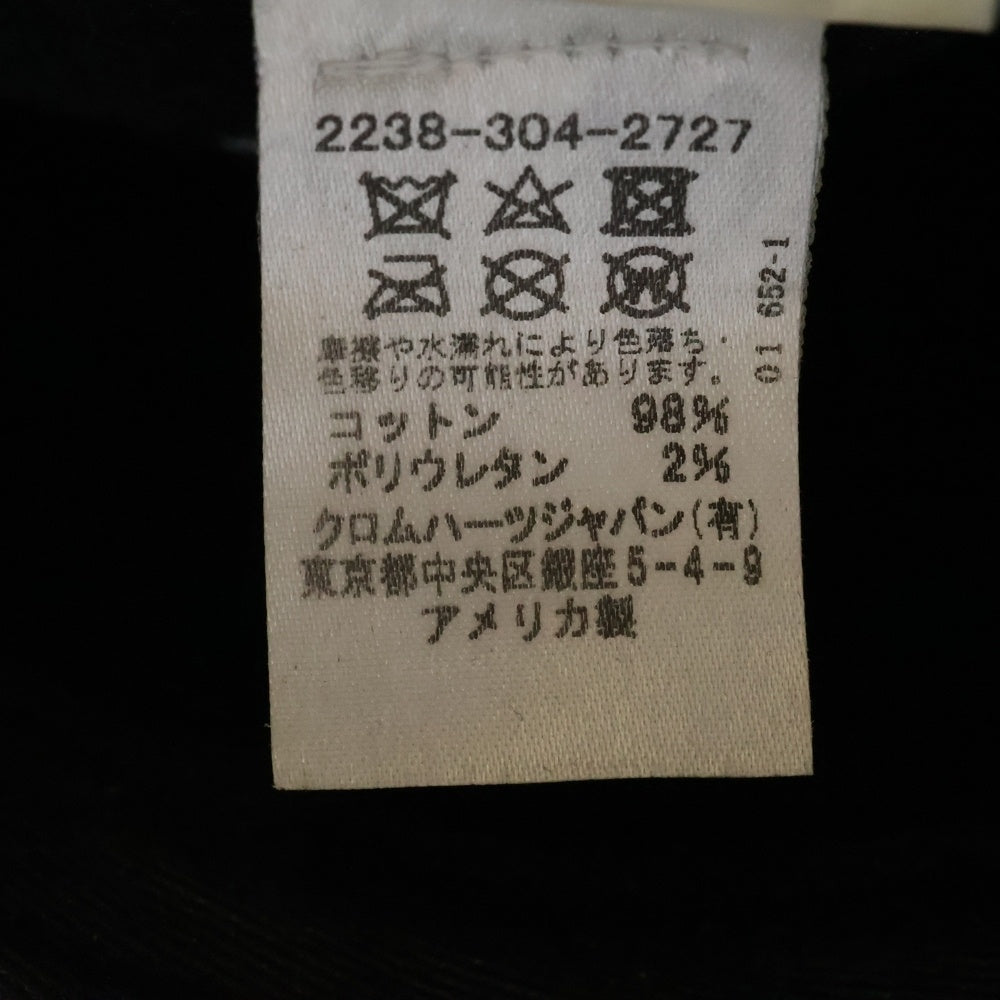 2238-304-2727
摩擦や水濡れにより色落ち・
色移りの可能性があります。
コットン 98%
ポリウレタン 2%
クロムハーツジャパン(有)
東京都中央区銀座5-4-9
アメリカ製
01 652-1